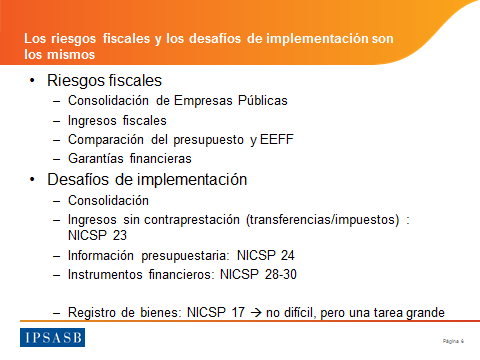 Los riesgos fiscales y los desafíos de implementación son
los mismos
• Riesgos fiscales
– Consolidación de Empresas Públicas
– Ingresos fiscales
– Comparación del presupuesto y EEFF
– Garantías financieras
• Desafíos de implementación
– Consolidación
– Ingresos sin contraprestación (transferencias/impuestos) :
NICSP 23
– Información presupuestaria: NICSP 24
– Instrumentos financieros: NICSP 28-30
– Registro de bienes: NICSP 17 → no difícil, pero una tarea grande
IPSASB
Página 6